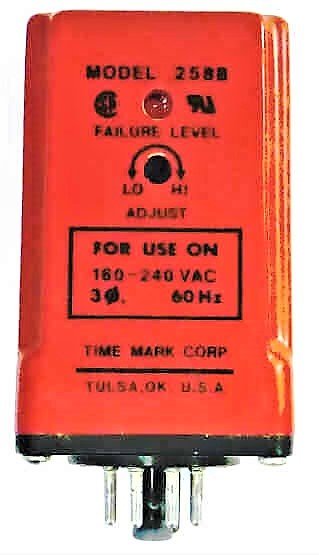 MODEL 258B
FAILURE LEVEL
LO HI
ADJUST
FOR USE ON
160-240 VAC
3Ø. 60 Hz
TIME MARK CORP
TULSA, OK. U.S.A